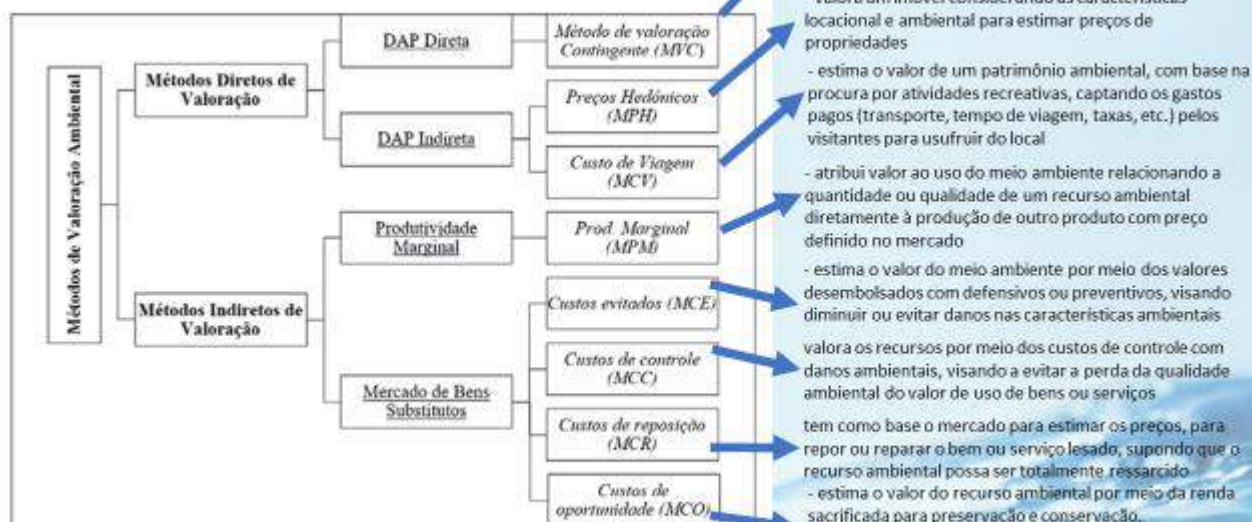 Métodos de Valoração Ambiental
Métodos Diretos de
Valoração
Métodos Indiretos de
Valoração
DAP Direta
DAP Indireta
Produtividade
Marginal
Mercado de Bens
Substitutos
Método de valoração
Contingente (MVC)
Preços Hedônicos
(MPH)
Custo de Viagem
(MCV)
Prod. Marginal
(MPM)
Custos evitados (MCE)
Custos de controle
(MCC)
Custos de reposição
(MCR)
Custos de
oportunidade (MCO)
- valora um imóvel considerando as características
locacional e ambiental para estimar preços de
propriedades
- estima o valor de um patrimônio ambiental, com base na
procura por atividades recreativas, captando os gastos
pagos (transporte, tempo de viagem, taxas, etc.) pelos
visitantes para usufruir do local
- atribui valor ao uso do meio ambiente relacionando a
quantidade ou qualidade de um recurso ambiental
diretamente à produção de outro produto com preço
definido no mercado
- estima o valor do meio ambiente por meio dos valores
desembolsados com defensivos ou preventivos, visando
diminuir ou evitar danos nas características ambientais
valora os recursos por meio dos custos de controle com
danos ambientais, visando a evitar a perda da qualidade
ambiental do valor de uso de bens ou serviços
tem como base o mercado para estimar os preços, para
repor ou reparar o bem ou serviço lesado, supondo que o
recurso ambiental possa ser totalmente ressarcido
- estima o valor do recurso ambiental por meio da renda
sacrificada para preservação e conservação.